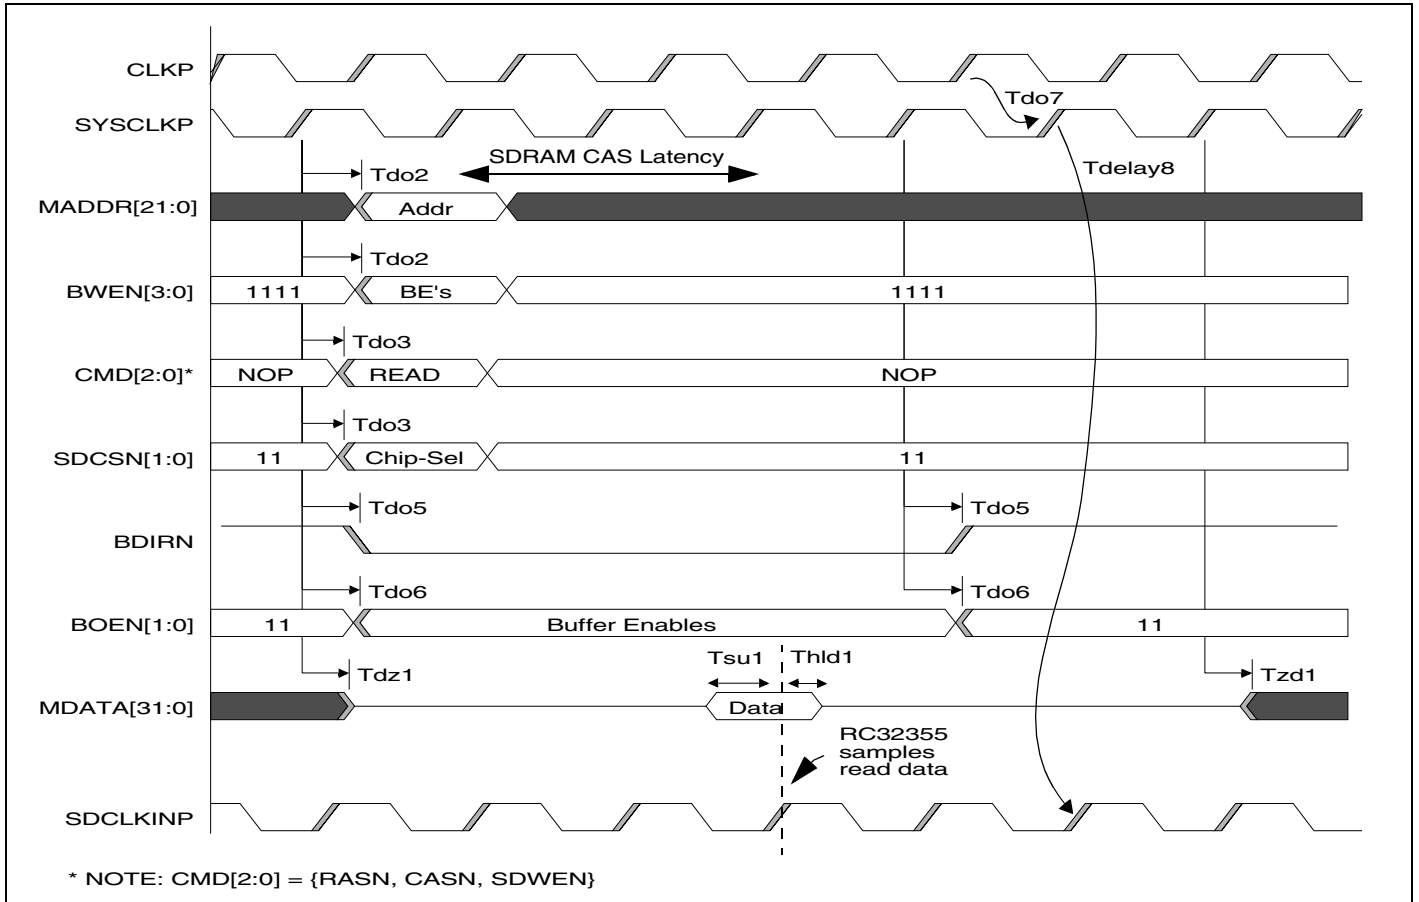 CLKP
Tdo7
SYSCLKP
SDRAM CAS Latency
Tdo2
Tdelay8
MADDR[21:0]
Addr
Tdo2
BWEN[3:0]
1111
BE's
1111
Tdo3
CMD[2:0]*
NOP
READ
NOP
Tdo3
SDCSN[1:0]
11
Chip-Sel
11
Tdo5
Tdo5
BDIRN
Tdo6
Tdo6
BOEN[1:0]
11
Buffer Enables
11
Tsu1
Thld1
Tdz1
Tzd1
MDATA[31:0]
Data
RC32355
samples
read data
SDCLKINP
* NOTE: CMD[2:0] = {RASN, CASN, SDWEN}